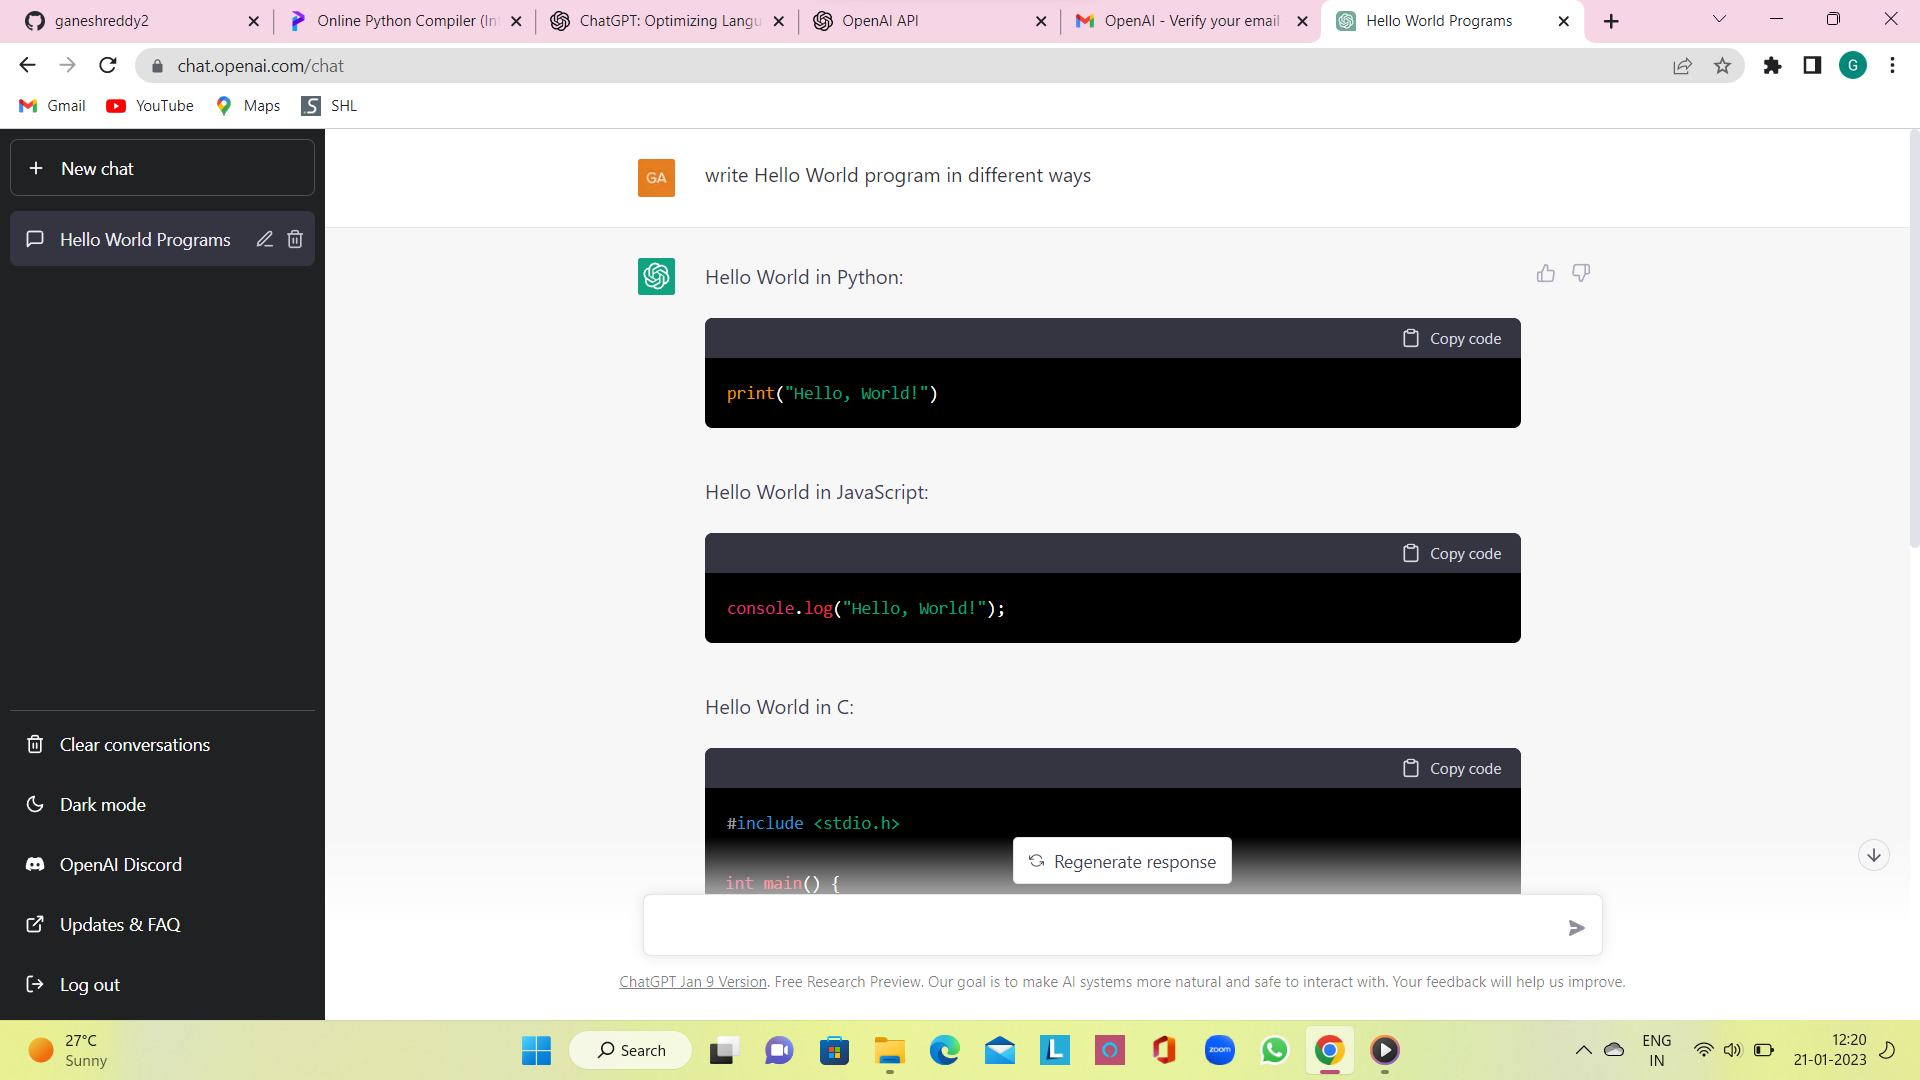 ganeshreddy2
Online Python Compiler (Int
ChatGPT: Optimizing Langu
OpenAI API
OpenAI - Verify your email
Hello World Programs
chat.openai.com/chat
G
Gmail
YouTube
Maps
SHL
New chat
Hello World Programs
Clear conversations
Dark mode
OpenAI Discord
Updates & FAQ
Log out
GA
write Hello World program in different ways
Hello World in Python:
Copy code
print("Hello, World!")
Hello World in JavaScript:
Copy code
console.log("Hello, World!");
Hello World in C:
Copy code
#include <stdio.h>
int main() {
Regenerate response
ChatGPT Jan 9 Version. Free Research Preview. Our goal is to make AI systems more natural and safe to interact with. Your feedback will help us improve.
27°C
Sunny
Search
zoom
ENG
IN
12:20
21-01-2023